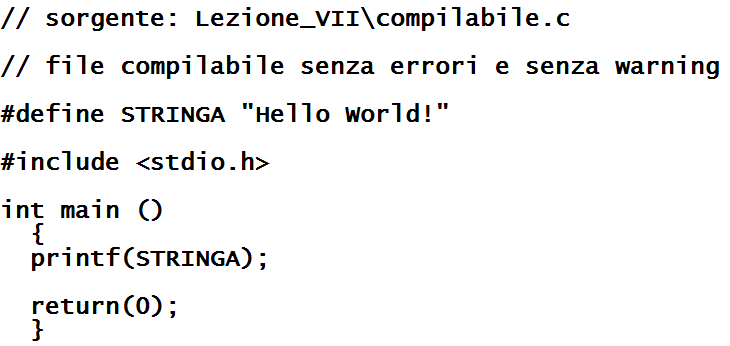 // sorgente: Lezione_VII\compilabile.c
// file compilabile senza errori e senza warning
#define STRINGA "Hello World!"
#include <stdio.h>
int main ()
{
printf(STRINGA);
return(0);
}